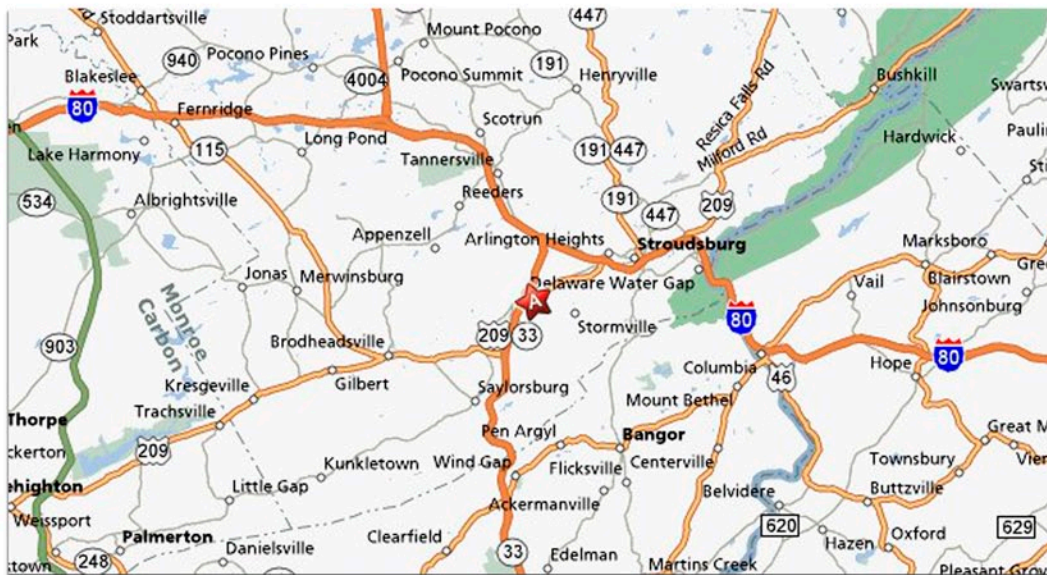 Stoddartsville
447
Mount Pocono
Park
940
Pocono Pines
191
Bushkill
Blakeslee
4004
Pocono Summit
Henryville
Resica Falls Rd
80
Fernridge
Scotrun
Hardwick
Long Pond
Milford Rd
Lake Harmony
115
Tannersville
191
447
534
Albrightsville
Reeders
191
447
209
Appenzell
Arlington Heights
Stroudsburg
Marksboro
Jonas
Merwinsburg
Delaware Water Gap
Vail
Blairstown
Monroe
Carbon
A
Johnsonburg
Stormville
80
903
Brodheadsville
209
33
Columbia
Hope
80
Kresgeville
Gilbert
Saylorsburg
46
Thorpe
Trachsville
Mount Bethel
Pen Argyl
Bangor
209
Kunkletown
Wind Gap
Flicksville
Centerville
Townsbury
Little Gap
Ackermanville
Belvidere
Buttzville
Weissport
Palmerton
Danielsville
Clearfield
33
620
Oxford
629
248
Edelman
Hazen
Martins Creek